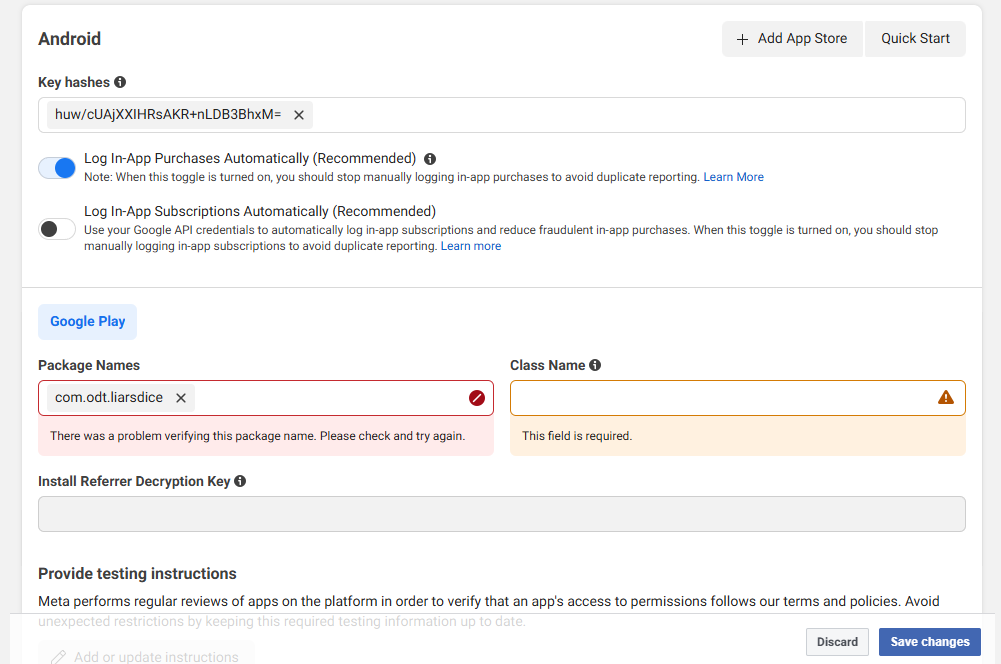 Android
+ Add App Store
Quick Start
Key hashes
huw/cUAjXXIHRsAKR+nLDB3BhxM=
Log In-App Purchases Automatically (Recommended)
Note: When this toggle is turned on, you should stop manually logging in-app purchases to avoid duplicate reporting. Learn More
Log In-App Subscriptions Automatically (Recommended)
Use your Google API credentials to automatically log in-app subscriptions and reduce fraudulent in-app purchases. When this toggle is turned on, you should stop
manually logging in-app subscriptions to avoid duplicate reporting. Learn more
Google Play
Package Names
Class Name
com.odt.liarsdice
There was a problem verifying this package name. Please check and try again.
This field is required.
Install Referrer Decryption Key
Provide testing instructions
Meta performs regular reviews of apps on the platform in order to verify that an app's access to permissions follows our terms and policies. Avoid
unexpected restrictions by keeping this required testing information up to date.
Add or update instructions
Discard
Save changes